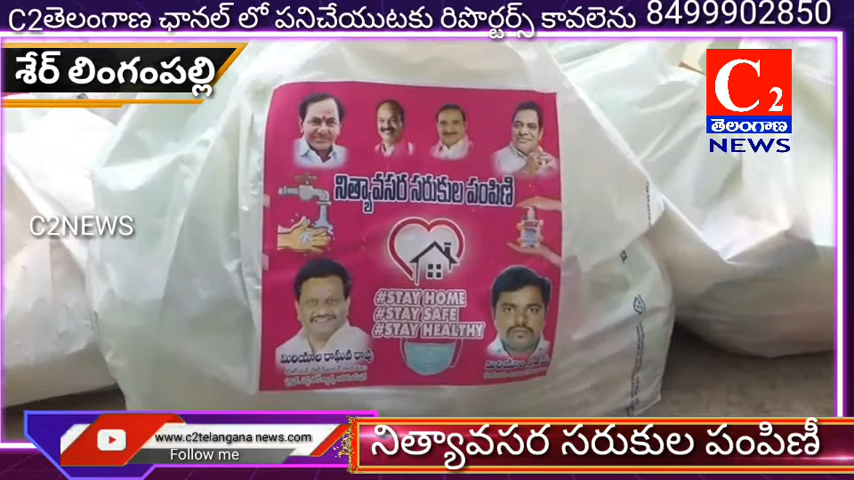 C2తెలంగాణ ఛానల్ లో పనిచేయుటకు రిపొర్టర్స్ కావలెను 8499902850
శేర్ లింగంపల్లి
C2
తెలంగాణ
NEWS
C2NEWS
నిత్యావసర సరుకుల పంపిణి
#STAY HOME
#STAY SAFE
#STAY HEALTHY
మిరియాల రాఘవ రావు
మిరియాల
www.c2telangana news.com
Follow me
నిత్యావసర సరుకుల పంపిణీ